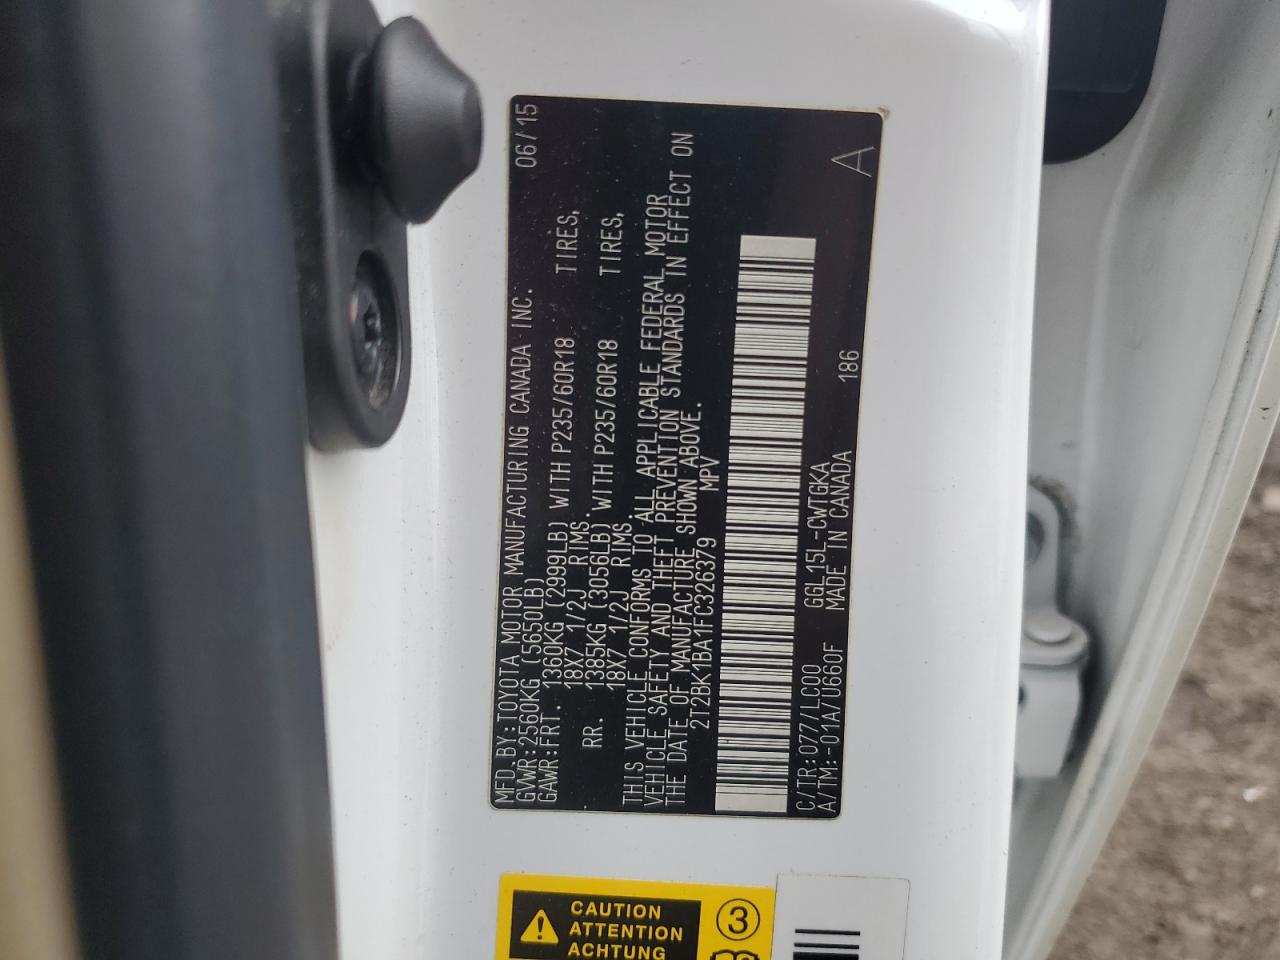 MFD.BY:TOYOTA MOTOR MANUFACTURING CANADA INC. 06/15
GVWR:2560KG (5650LB)
GAWR:FRT. 1360KG (2999LB) WITH P235/60R18 TIRES,
18X7 1/2J RIMS.
RR. 1385KG (3056LB) WITH P235/60R18 TIRES,
18X7 1/2J RIMS.
THIS VEHICLE CONFORMS TO ALL APPLICABLE FEDERAL MOTOR
VEHICLE SAFETY AND THEFT PREVENTION STANDARDS IN EFFECT ON
THE DATE OF MANUFACTURE SHOWN ABOVE.
2T2BK1BA1FC326379 MPV
C/TR:077/LC00 GGL15L-CWTGKA
A/TM:-01A/U660F MADE IN CANADA 186 A
CAUTION
ATTENTION
ACHTUNG
3